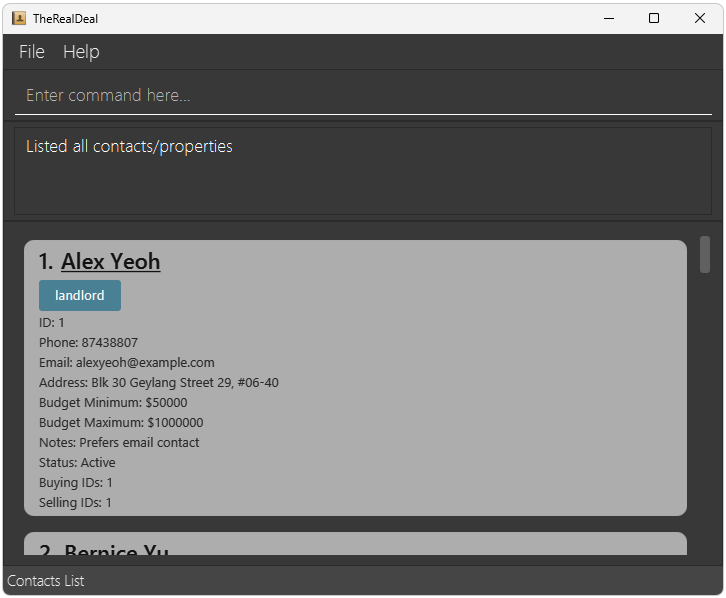 TheRealDeal
File Help
Enter command here...
Listed all contacts/properties
1. Alex Yeoh
landlord
ID: 1
Phone: 87438807
Email: alexyeoh@example.com
Address: Blk 30 Geylang Street 29, #06-40
Budget Minimum: $50000
Budget Maximum: $1000000
Notes: Prefers email contact
Status: Active
Buying IDs: 1
Selling IDs: 1
2. Bernice Yu
Contacts List